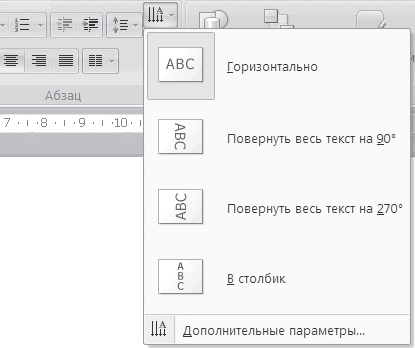 ABC Горизонтально
Абзац
7 · ı · 8 · ı · 9 · ı · 10 ·
ABC Повернуть весь текст на 90°
ABC Повернуть весь текст на 270°
ABC В столбик
Дополнительные параметры...